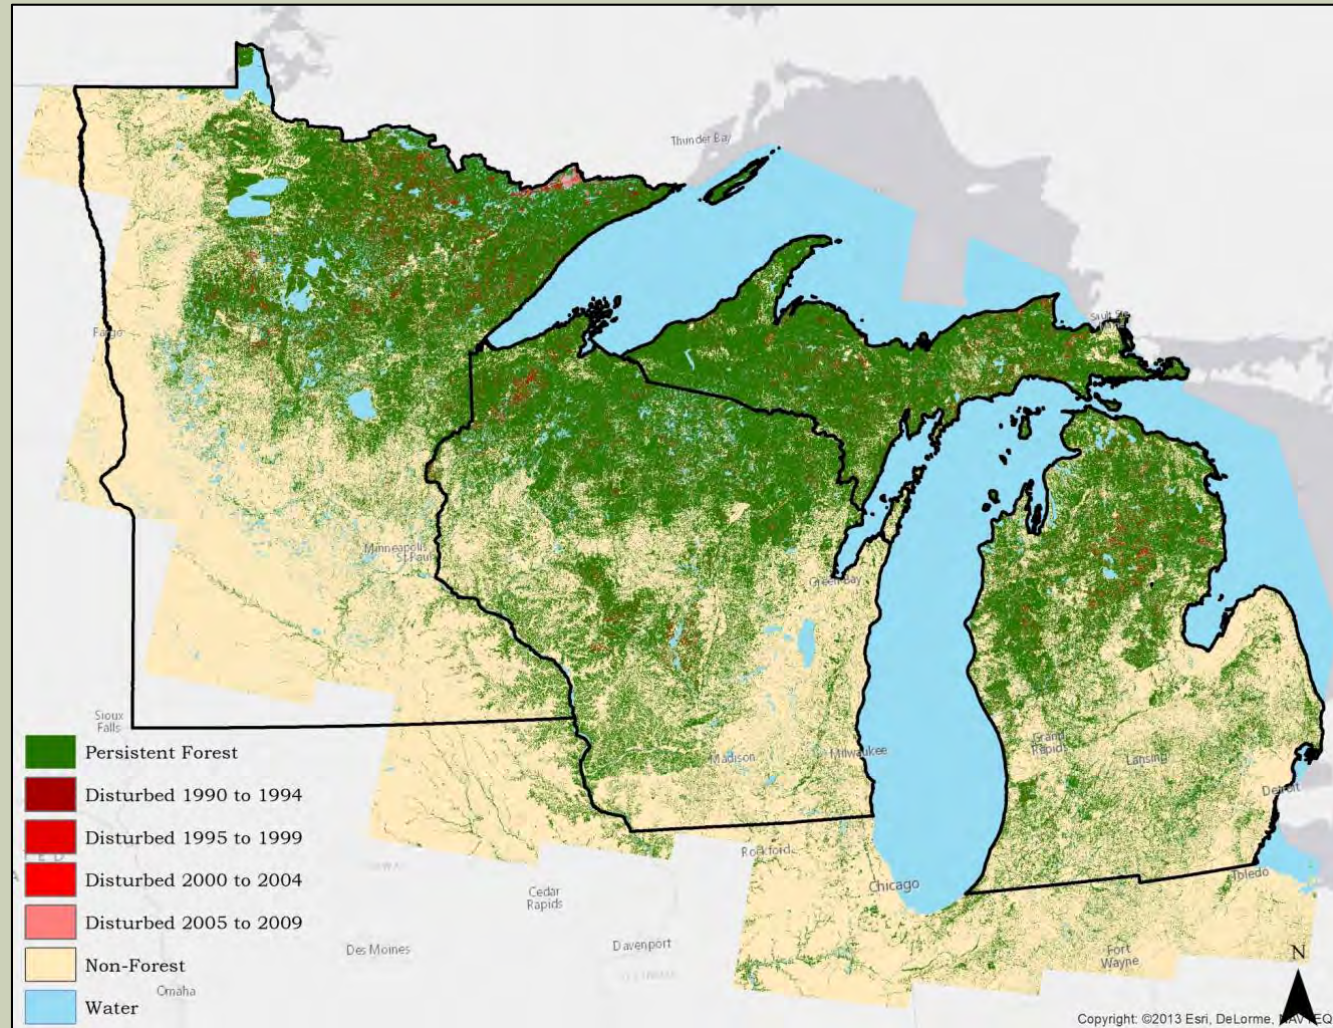 Thunder Bay
Fargo
Sault Ste
Minneapolis
St Paul
Green Bay
Sioux
Falls
Madison
Milwaukee
Grand
Rapids
Lansing
Detroit
Rockford
Chicago
Toledo
Cedar
Rapids
Des Moines
Davenport
Fort
Wayne
Omaha
Persistent Forest
Disturbed 1990 to 1994
Disturbed 1995 to 1999
Disturbed 2000 to 2004
Disturbed 2005 to 2009
Non-Forest
Water
N
Copyright: ©2013 Esri, DeLorme,